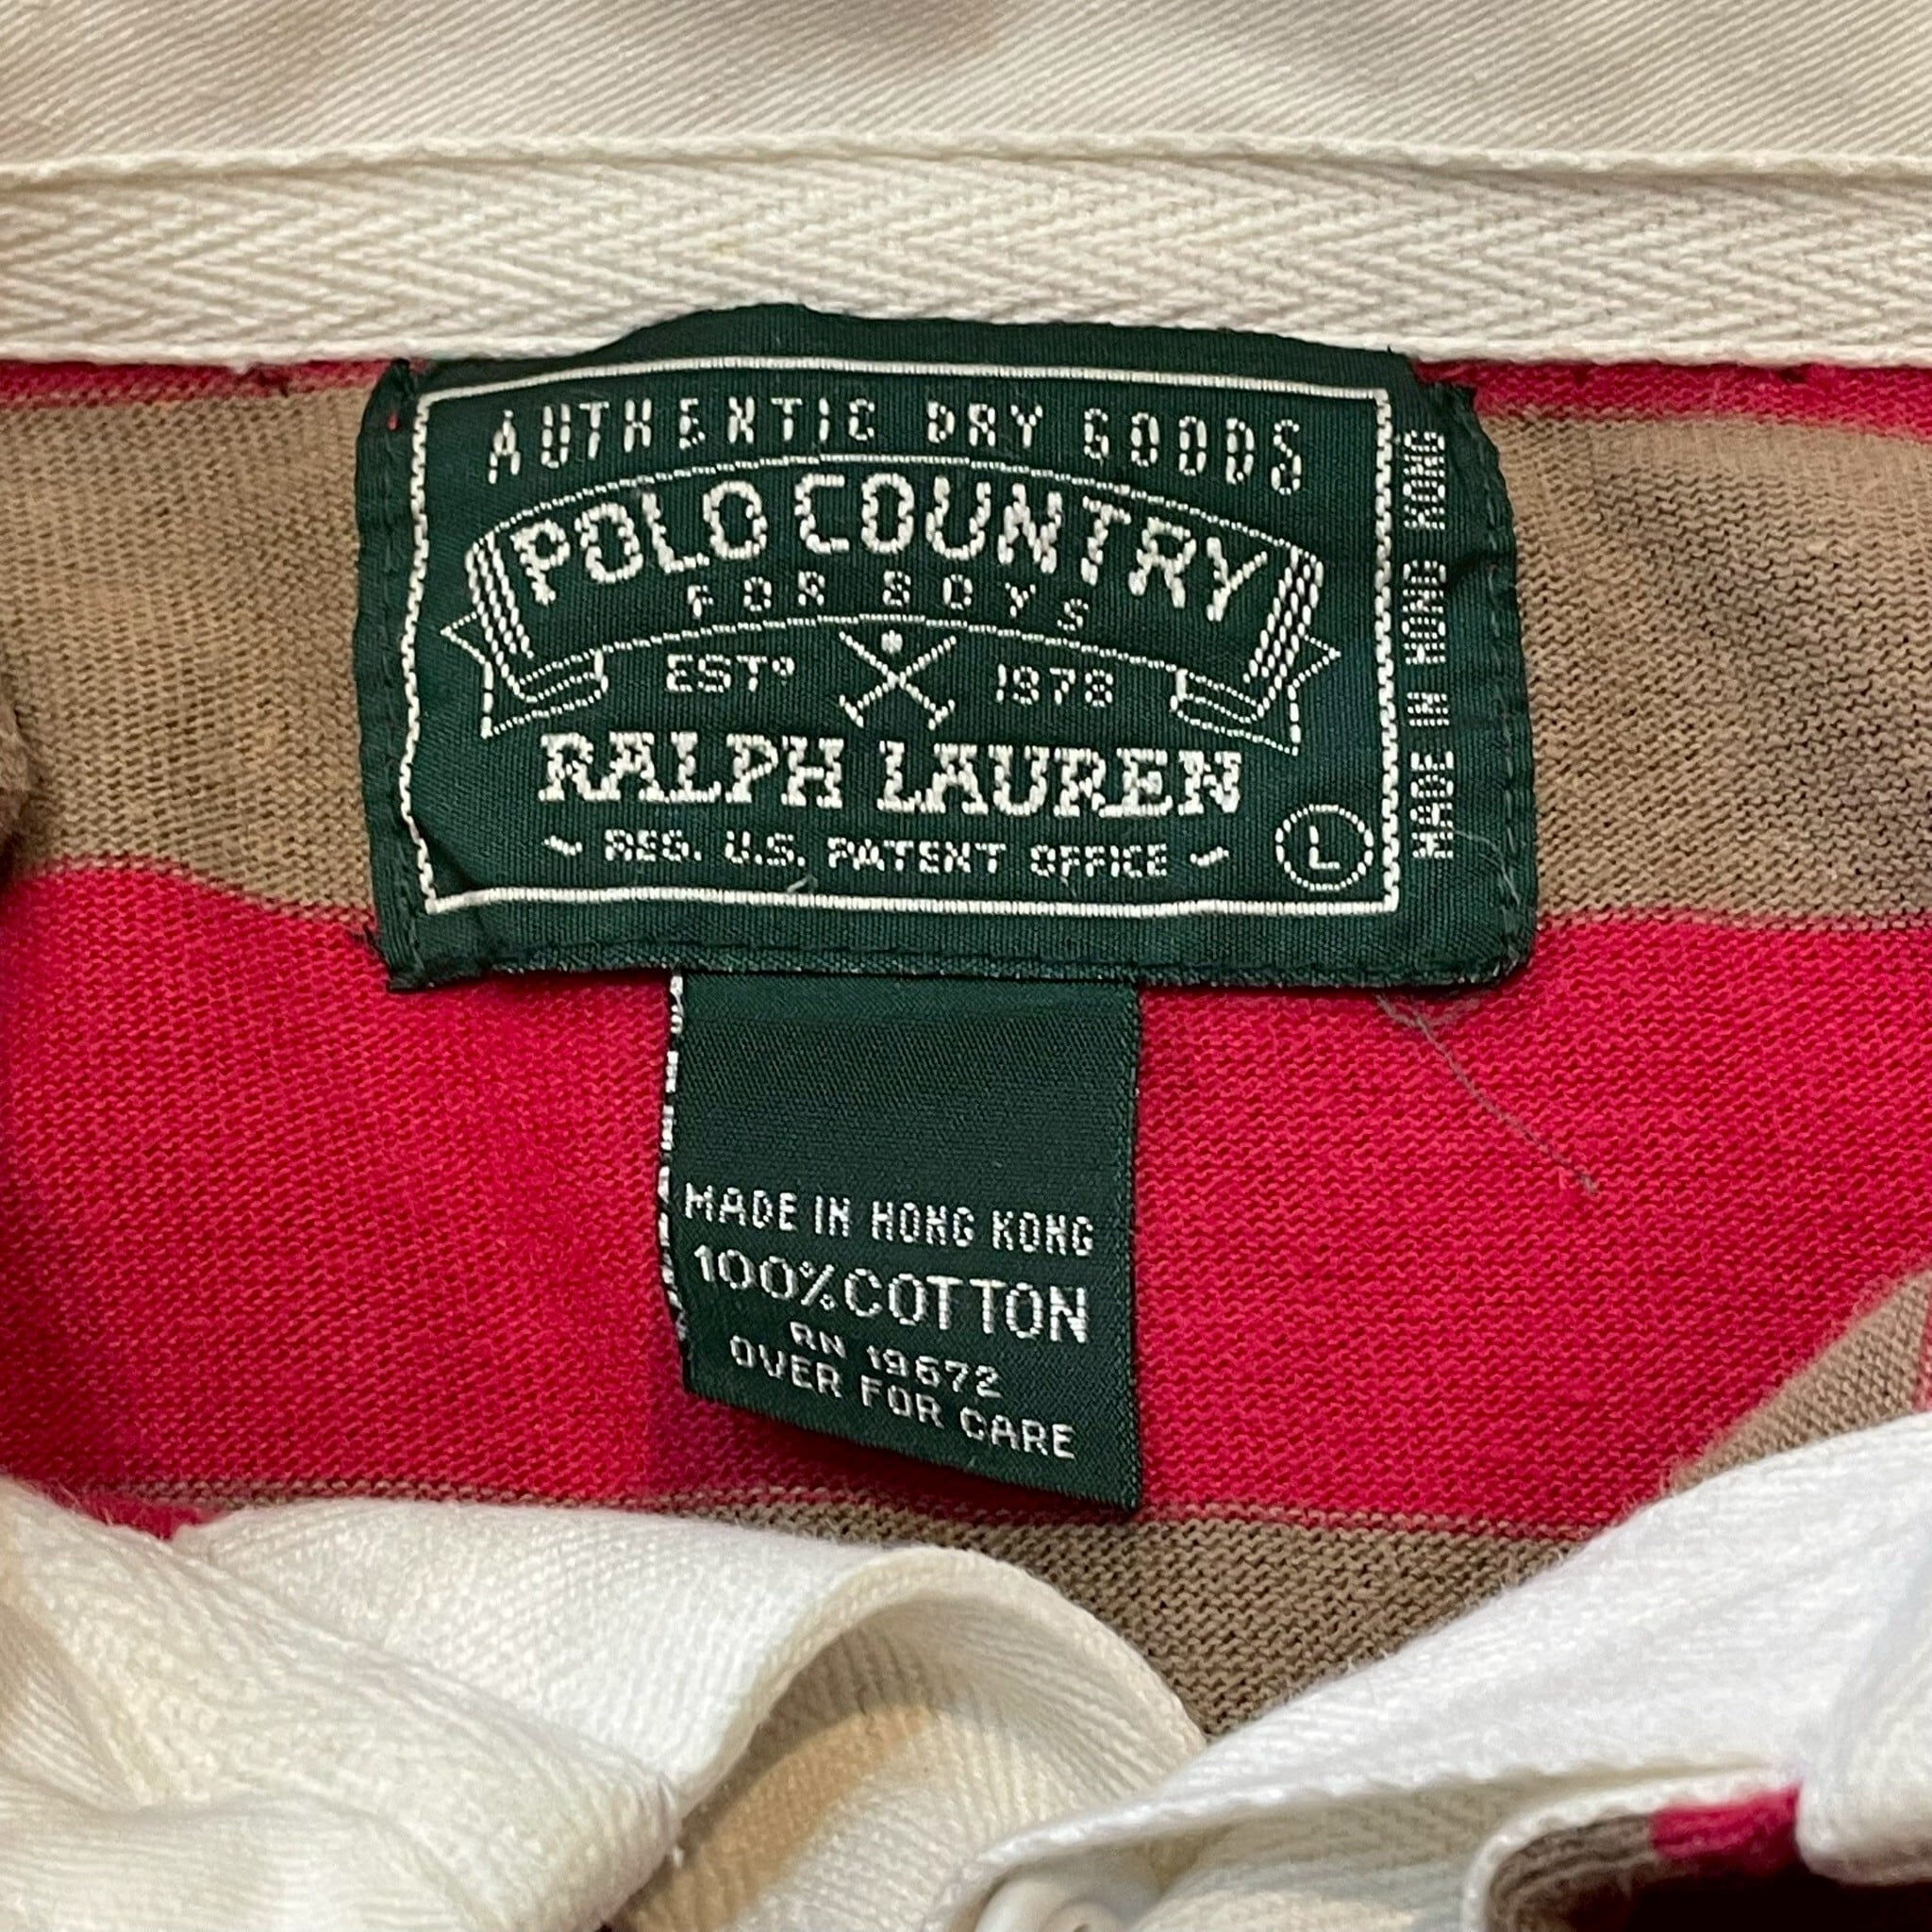 AUTHENTIC DRY GOODS
POLO COUNTRY
FOR BOYS
ESTD 1978
RALPH LAUREN
~ REG. U.S. PATENT OFFICE ~
L
MADE IN HONG KONG
MADE IN HONG KONG
100% COTTON
RN 19672
OVER FOR CARE